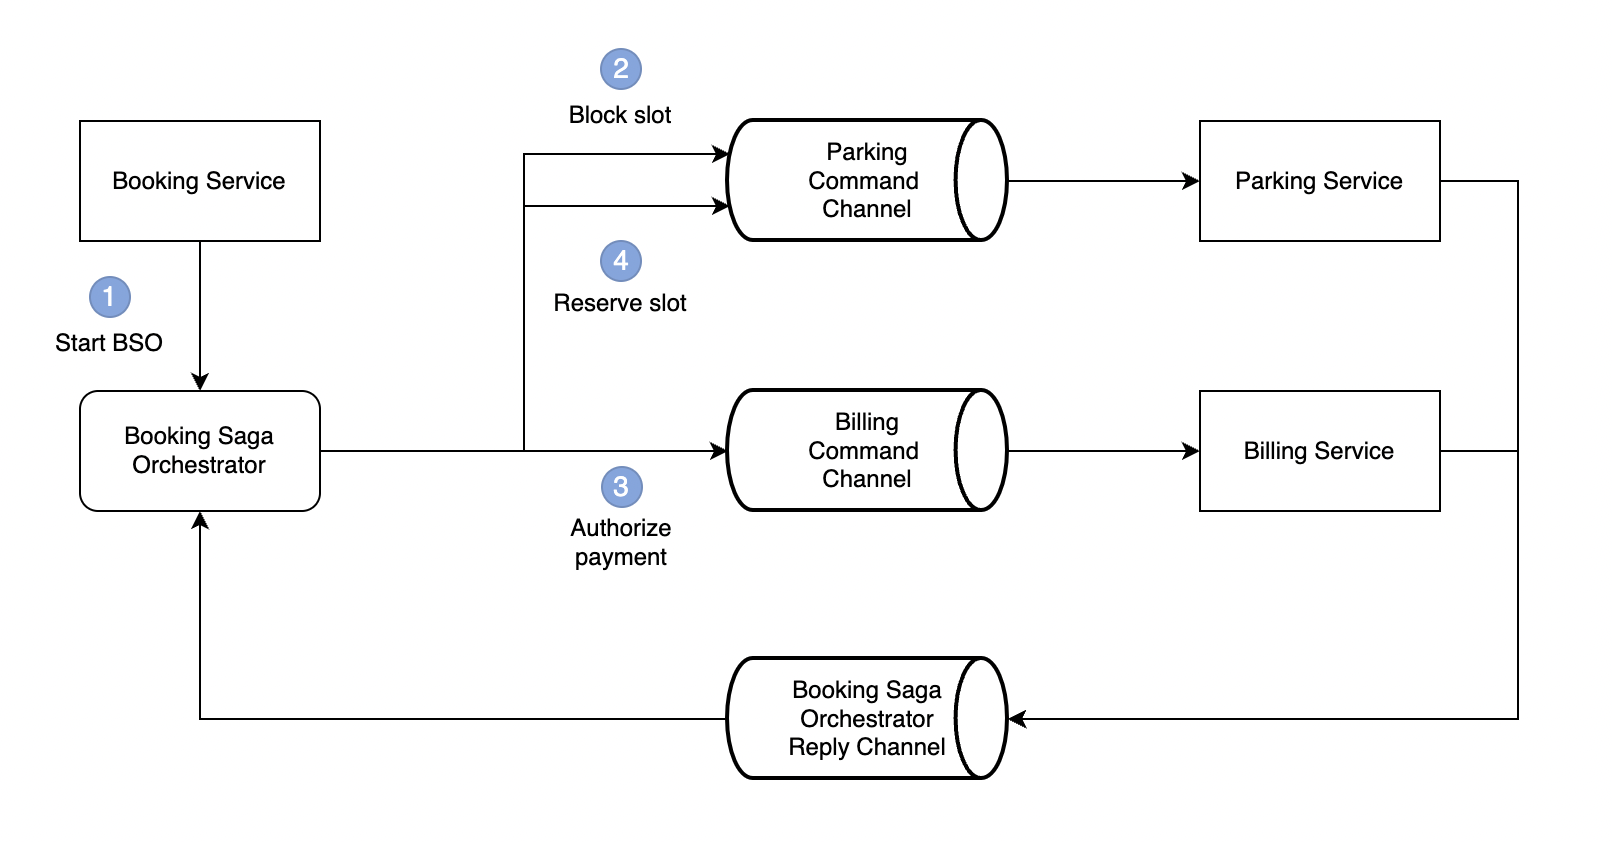 2
Block slot
Booking Service
Parking
Command
Channel
Parking Service
1
Start BSO
4
Reserve slot
Booking Saga
Orchestrator
Billing
Command
Channel
Billing Service
3
Authorize
payment
Booking Saga
Orchestrator
Reply Channel